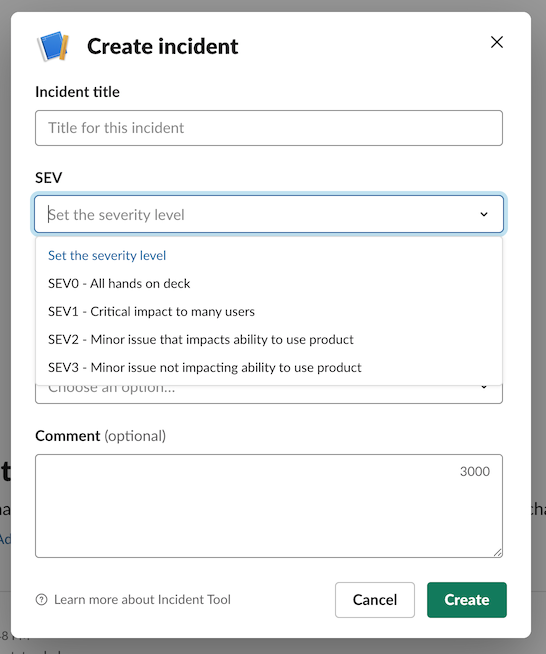 Create incident
Incident title
Title for this incident
SEV
Set the severity level
Set the severity level
SEV0 - All hands on deck
SEV1 - Critical impact to many users
SEV2 - Minor issue that impacts ability to use product
SEV3 - Minor issue not impacting ability to use product
Choose an option...
Comment (optional)
3000
Learn more about Incident Tool
Cancel
Create